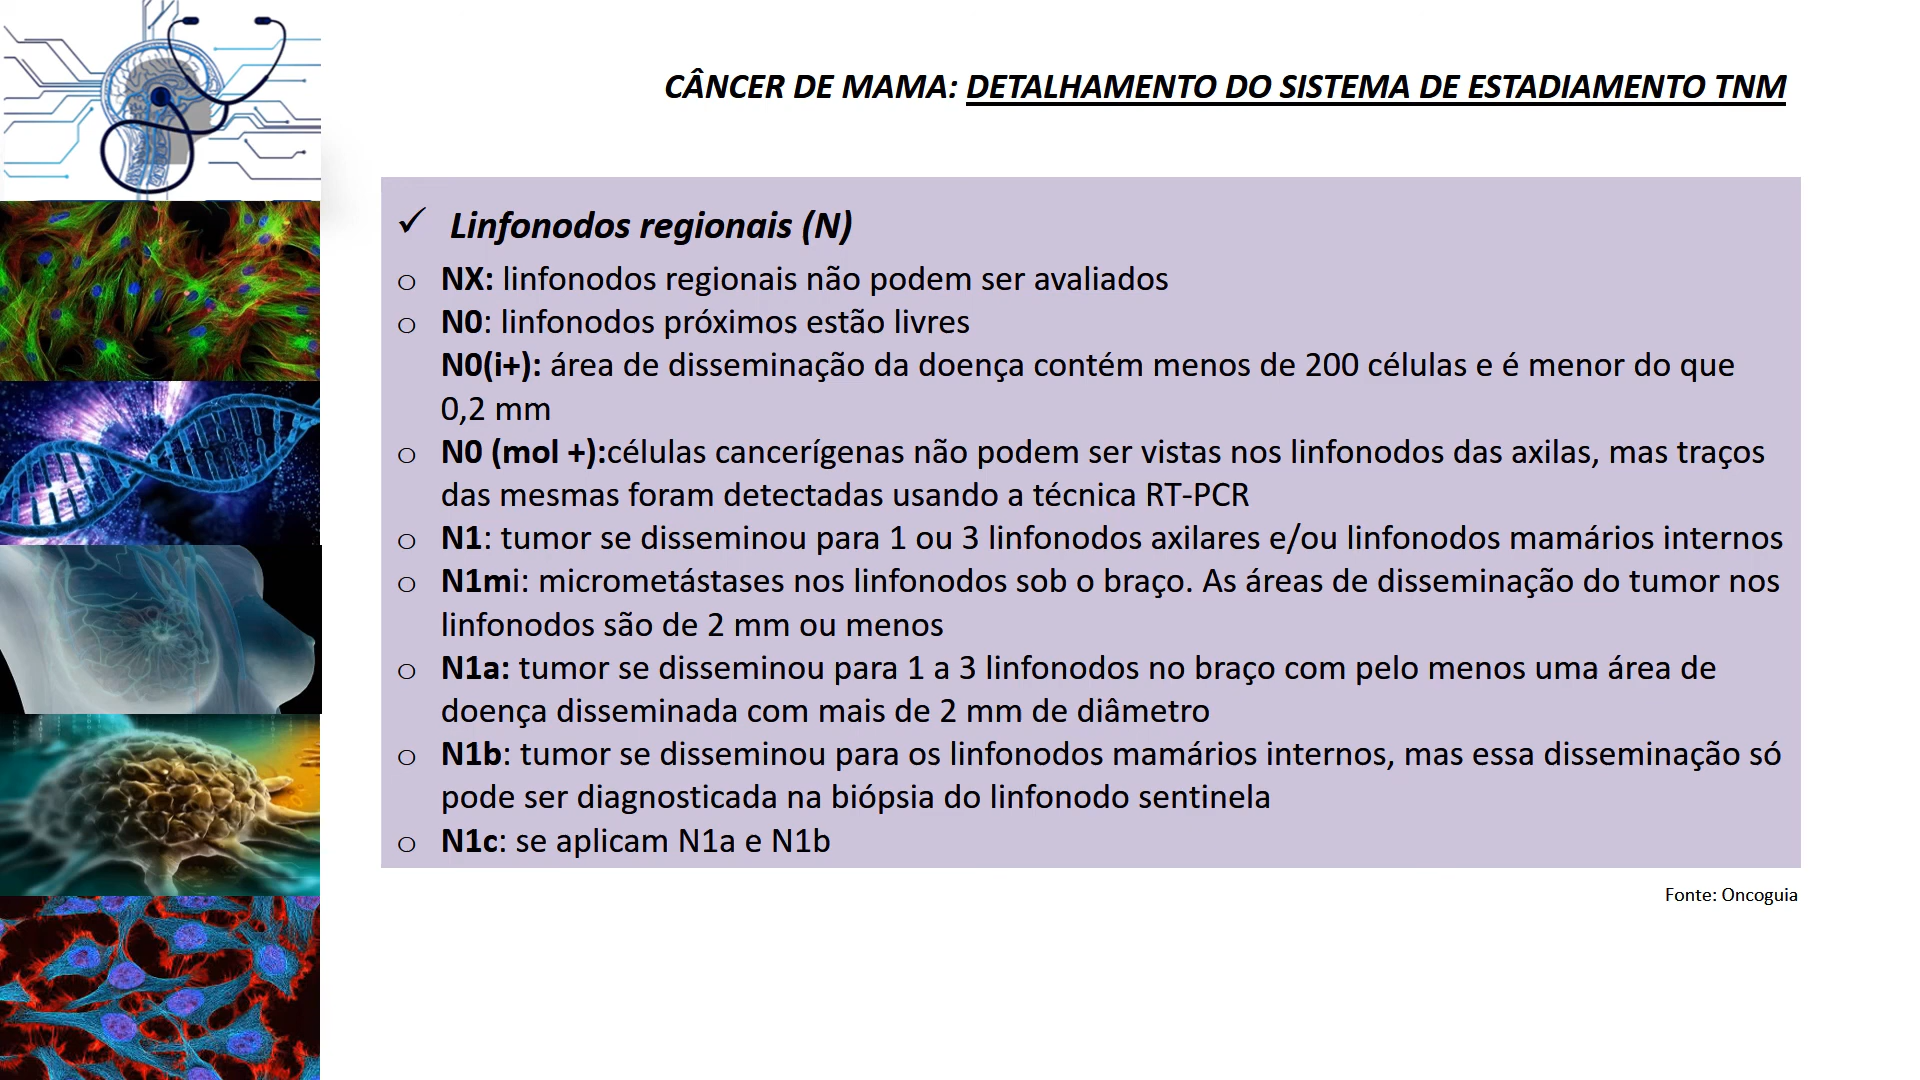 CÂNCER DE MAMA: DETALHAMENTO DO SISTEMA DE ESTADIAMENTO TNM
✓ Linfonodos regionais (N)
o NX: linfonodos regionais não podem ser avaliados
o N0: linfonodos próximos estão livres
N0(i+): área de disseminação da doença contém menos de 200 células e é menor do que
0,2 mm
o N0 (mol +):células cancerígenas não podem ser vistas nos linfonodos das axilas, mas traços
das mesmas foram detectadas usando a técnica RT-PCR
o N1: tumor se disseminou para 1 ou 3 linfonodos axilares e/ou linfonodos mamários internos
o N1mi: micrometástases nos linfonodos sob o braço. As áreas de disseminação do tumor nos
linfonodos são de 2 mm ou menos
o N1a: tumor se disseminou para 1 a 3 linfonodos no braço com pelo menos uma área de
doença disseminada com mais de 2 mm de diâmetro
o N1b: tumor se disseminou para os linfonodos mamários internos, mas essa disseminação só
pode ser diagnosticada na biópsia do linfonodo sentinela
o N1c: se aplicam N1a e N1b
Fonte: Oncoguia